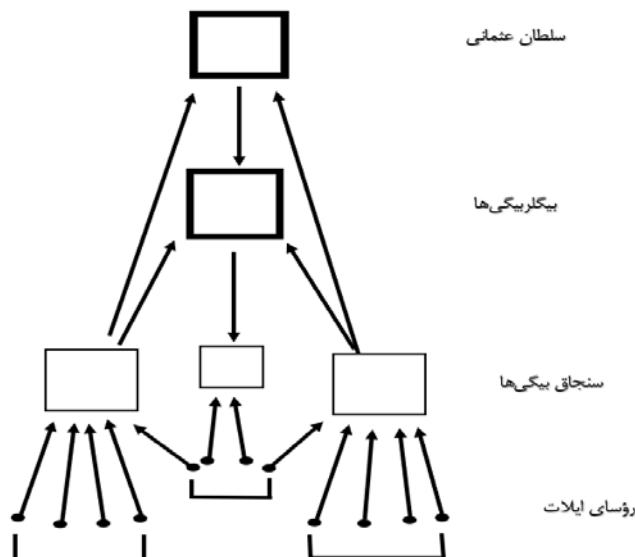 سلطان عثمانی
بیگلربیگی‌ها
سنجاق بیگی‌ها
رؤسای ایلات